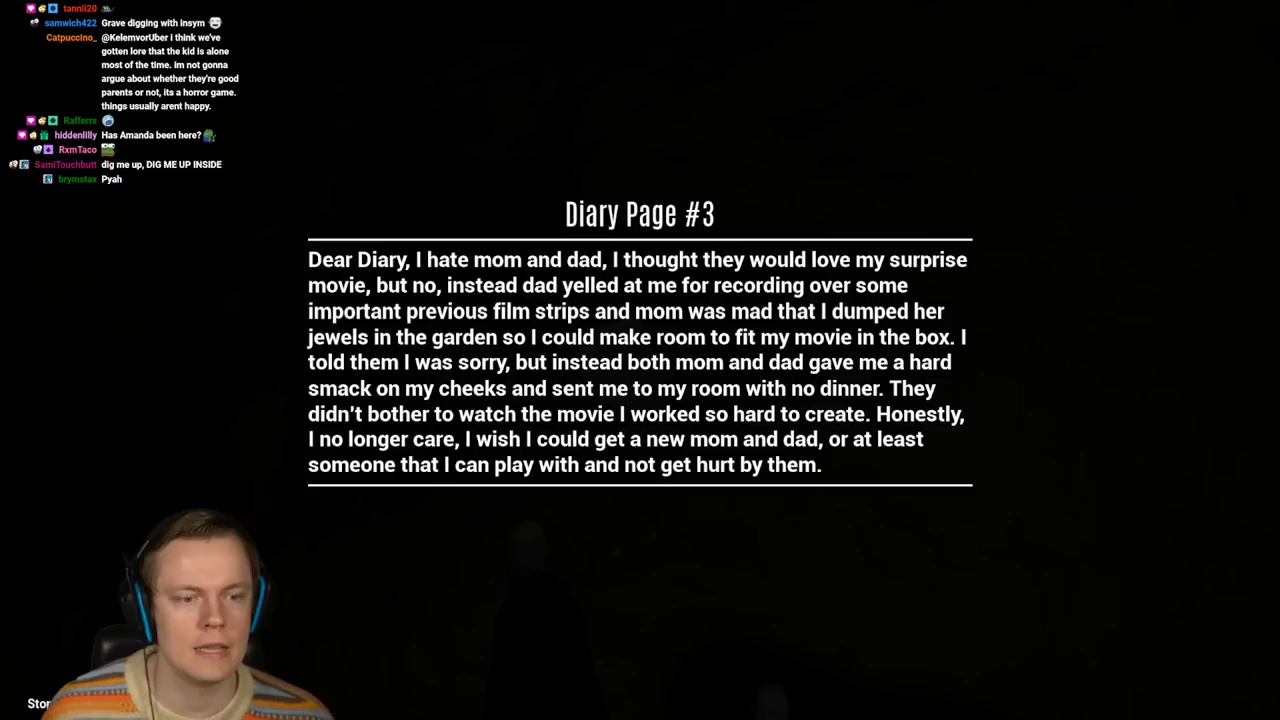 tannii20
samwich422 Grave digging with Insym
Catpuccino_ @KelemvorUber i think we've
gotten lore that the kid is alone
most of the time. Im not gonna
argue about whether they're good
parents or not, its a horror game.
things usually arent happy.
Rafferrs
hiddenlilly Has Amanda been here?
RxmTaco
SamiTouchbutt dig me up, DIG ME UP INSIDE
brymstax Pyah
Diary Page #3
Dear Diary, I hate mom and dad, I thought they would love my surprise
movie, but no, instead dad yelled at me for recording over some
important previous film strips and mom was mad that I dumped her
jewels in the garden so I could make room to fit my movie in the box. I
told them I was sorry, but instead both mom and dad gave me a hard
smack on my cheeks and sent me to my room with no dinner. They
didn't bother to watch the movie I worked so hard to create. Honestly,
I no longer care, I wish I could get a new mom and dad, or at least
someone that I can play with and not get hurt by them.